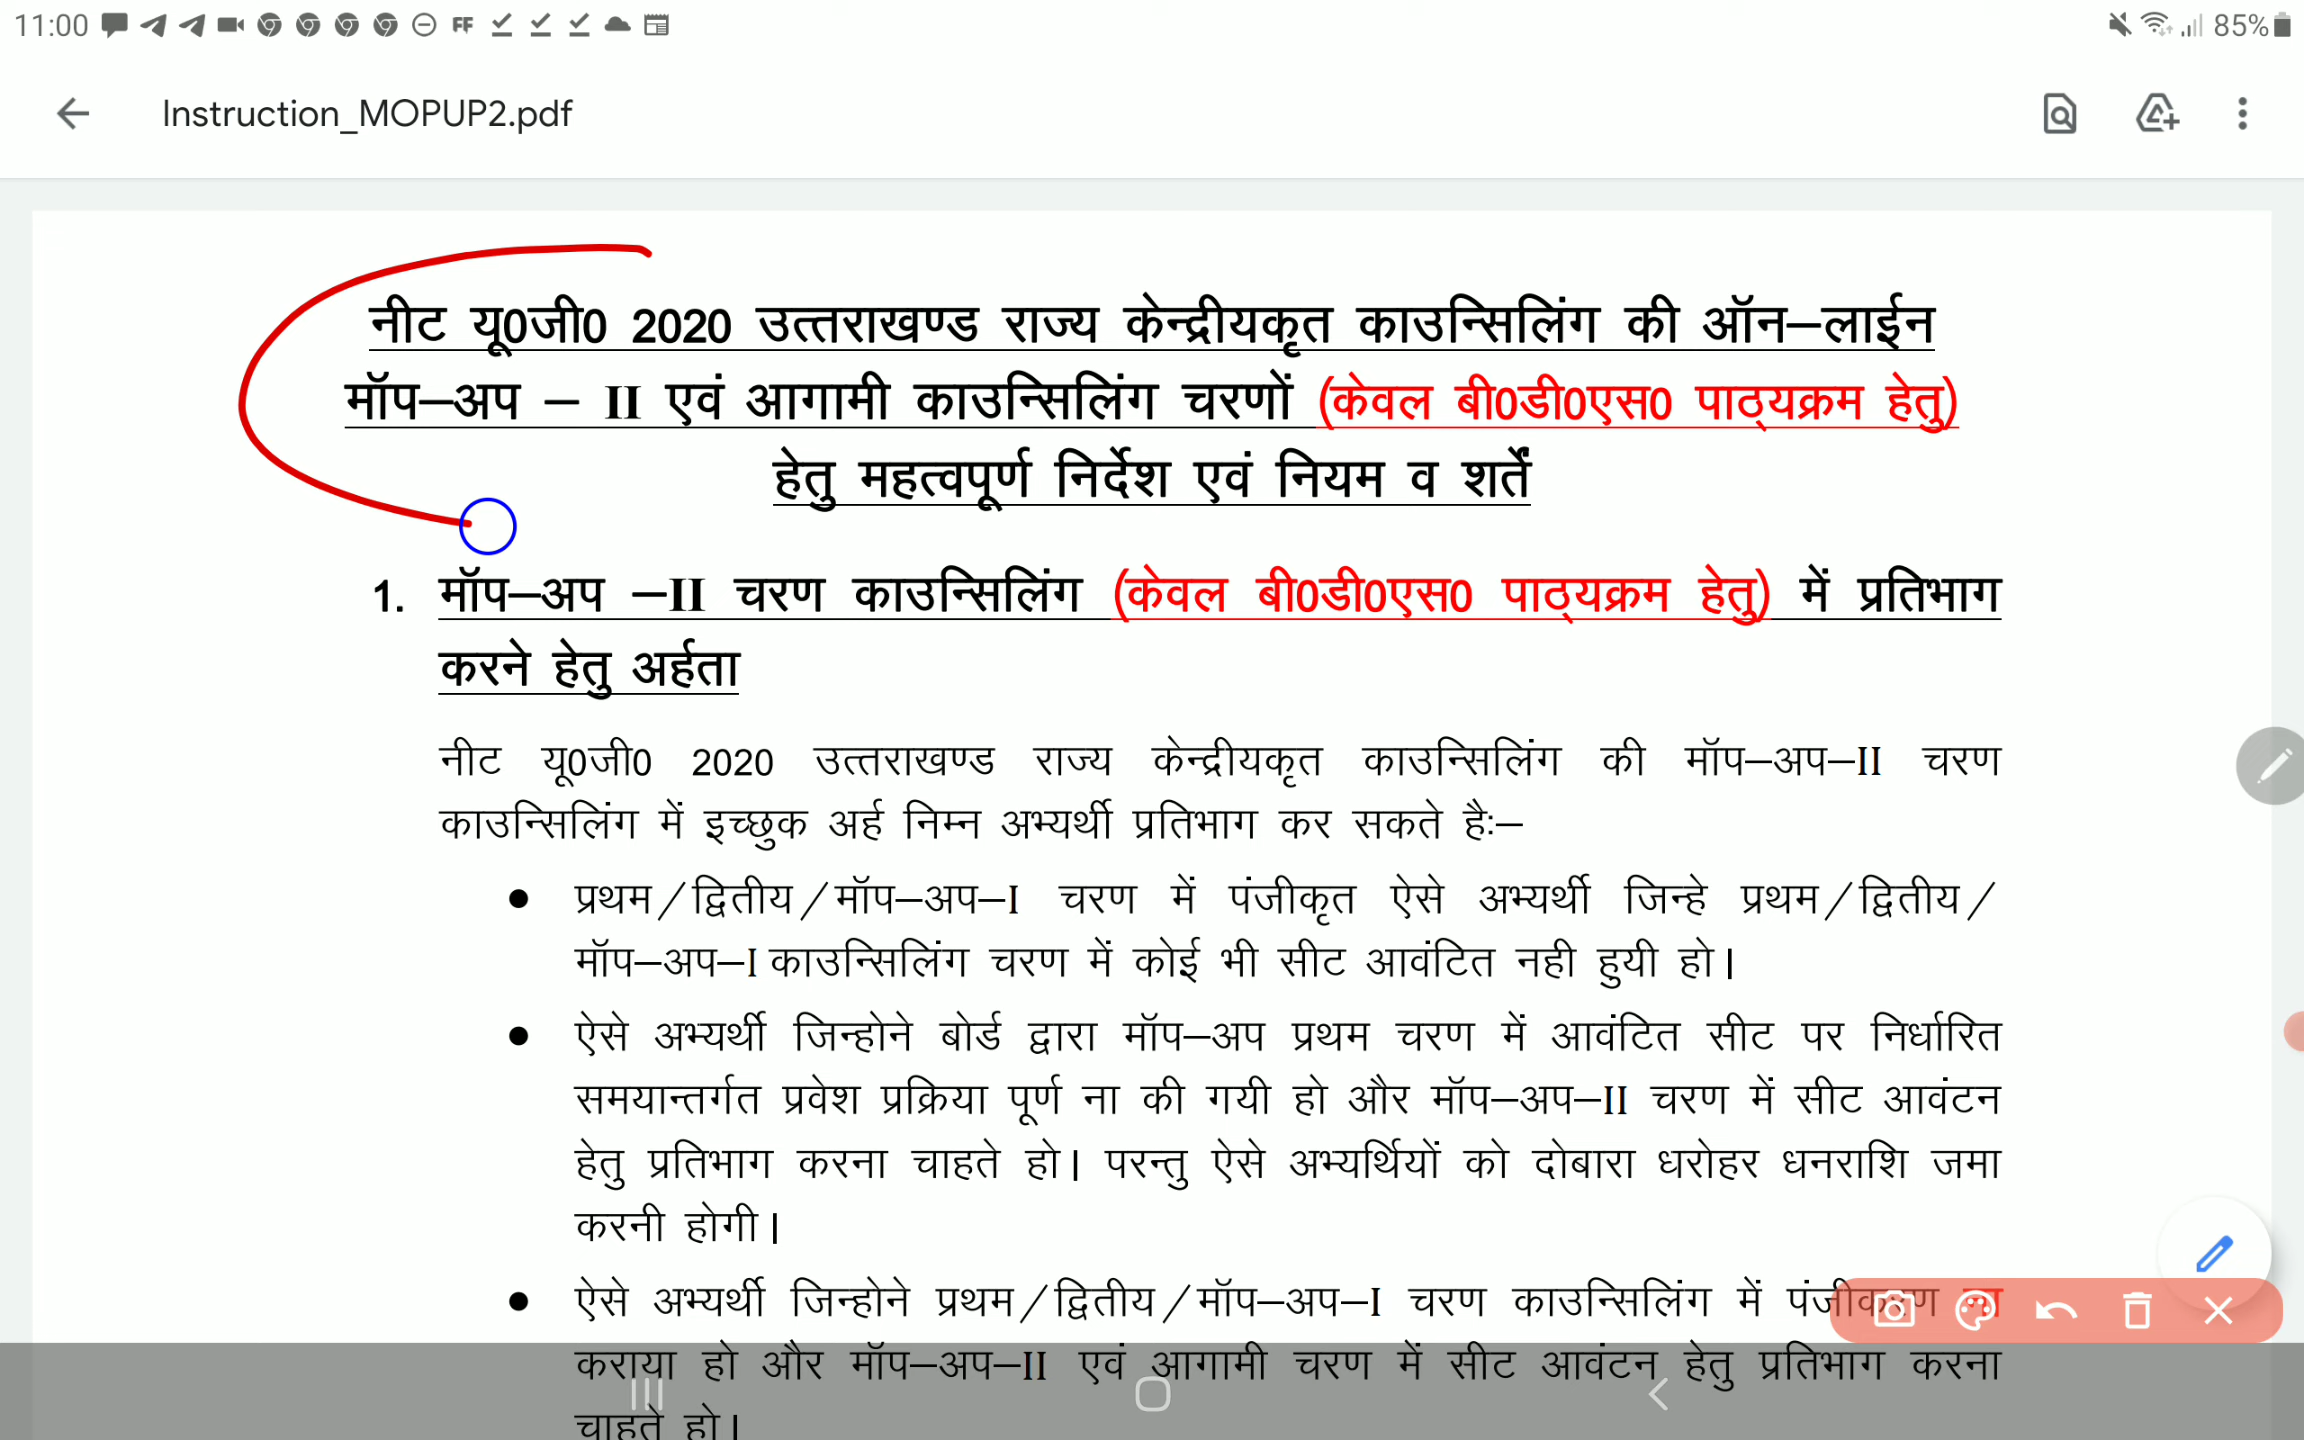 11:00 FF 85%
Instruction_MOPUP2.pdf
नीट यू0जी0 2020 उत्तराखण्ड राज्य केन्द्रीयकृत काउन्सिलिंग की ऑन–लाईन
मॉप–अप – II एवं आगामी काउन्सिलिंग चरणों (केवल बी0डी0एस0 पाठ्यक्रम हेतु)
हेतु महत्वपूर्ण निर्देश एवं नियम व शर्तें
1. मॉप–अप –II चरण काउन्सिलिंग (केवल बी0डी0एस0 पाठ्यक्रम हेतु) में प्रतिभाग
करने हेतु अर्हता
नीट यू0जी0 2020 उत्तराखण्ड राज्य केन्द्रीयकृत काउन्सिलिंग की मॉप–अप–II चरण
काउन्सिलिंग में इच्छुक अर्ह निम्न अभ्यर्थी प्रतिभाग कर सकते है:–
● प्रथम/द्वितीय/मॉप–अप–I चरण में पंजीकृत ऐसे अभ्यर्थी जिन्हे प्रथम/द्वितीय/
मॉप–अप–I काउन्सिलिंग चरण में कोई भी सीट आवंटित नही हुयी हो।
● ऐसे अभ्यर्थी जिन्होने बोर्ड द्वारा मॉप–अप प्रथम चरण में आवंटित सीट पर निर्धारित
समयान्तर्गत प्रवेश प्रक्रिया पूर्ण ना की गयी हो और मॉप–अप–II चरण में सीट आवंटन
हेतु प्रतिभाग करना चाहते हो। परन्तु ऐसे अभ्यर्थियों को दोबारा धरोहर धनराशि जमा
करनी होगी।
● ऐसे अभ्यर्थी जिन्होने प्रथम/द्वितीय/मॉप–अप–I चरण काउन्सिलिंग में पंजीकरण
कराया हो और मॉप–अप–II एवं आगामी चरण में सीट आवंटन हेतु प्रतिभाग करना
चाहते हो।